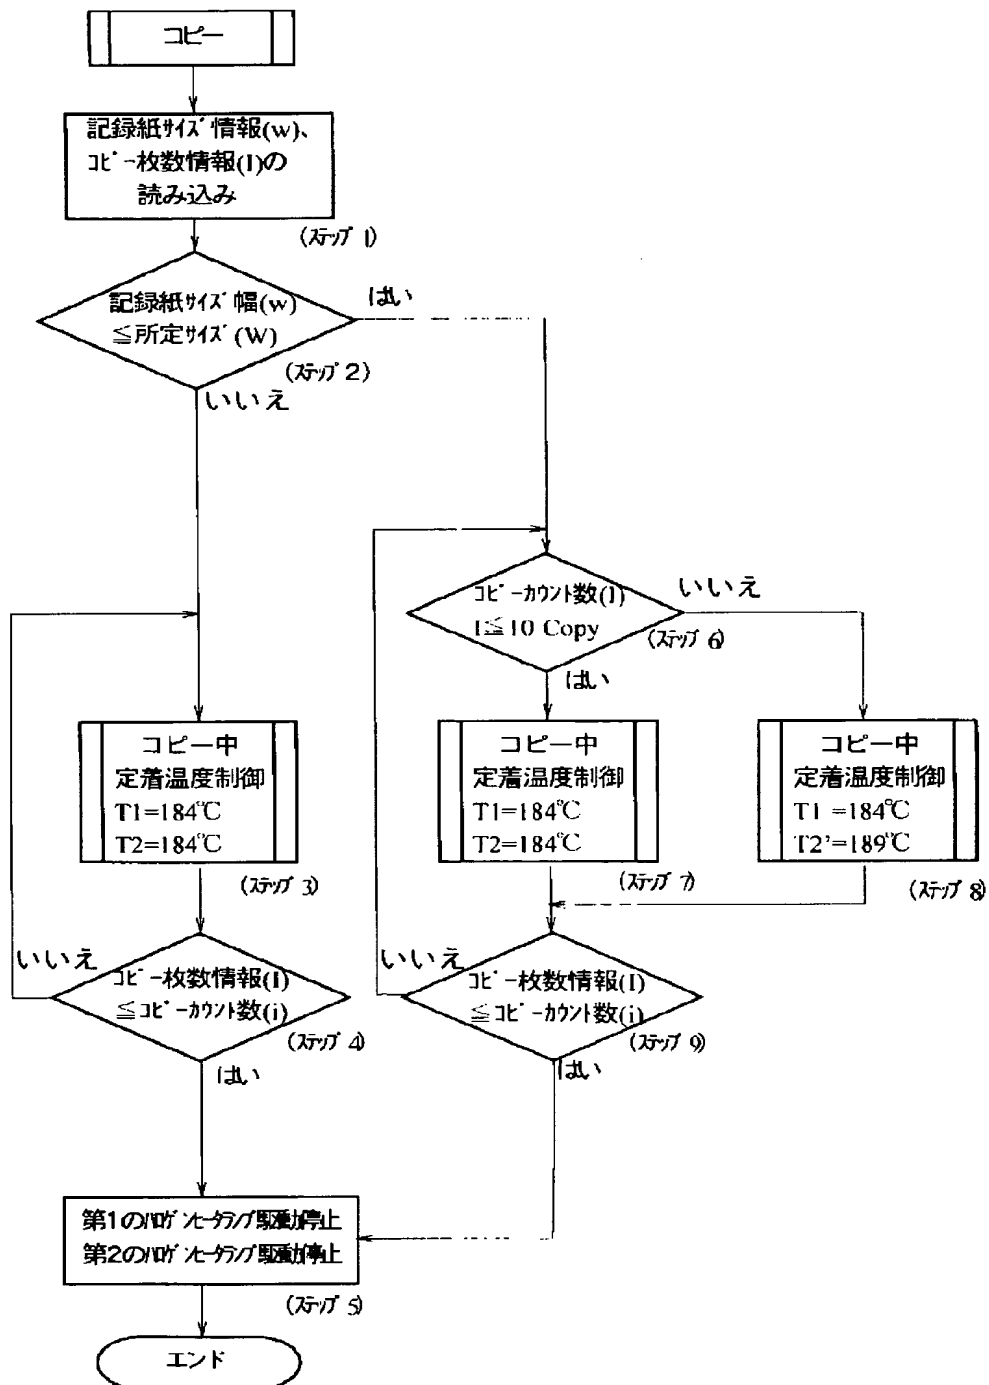 コピー
記録紙サイズ情報(w)、
コピー枚数情報(I)の
読み込み
(ステップ 1)
記録紙サイズ幅(w)
≦所定サイズ(W)
はい
(ステップ 2)
いいえ
コピーカウント数(I)
I≦10 Copy
いいえ
(ステップ 6)
はい
コピー中
定着温度制御
T1=184℃
T2=184℃
(ステップ 3)
コピー中
定着温度制御
T1=184℃
T2=184℃
(ステップ 7)
コピー中
定着温度制御
T1=184℃
T2'=189℃
(ステップ 8)
いいえ
コピー枚数情報(I)
≦コピーカウント数(i)
(ステップ 4)
はい
いいえ
コピー枚数情報(I)
≦コピーカウント数(i)
(ステップ 9)
はい
第1のハロゲンヒータランプ駆動停止
第2のハロゲンヒータランプ駆動停止
(ステップ 5)
エンド